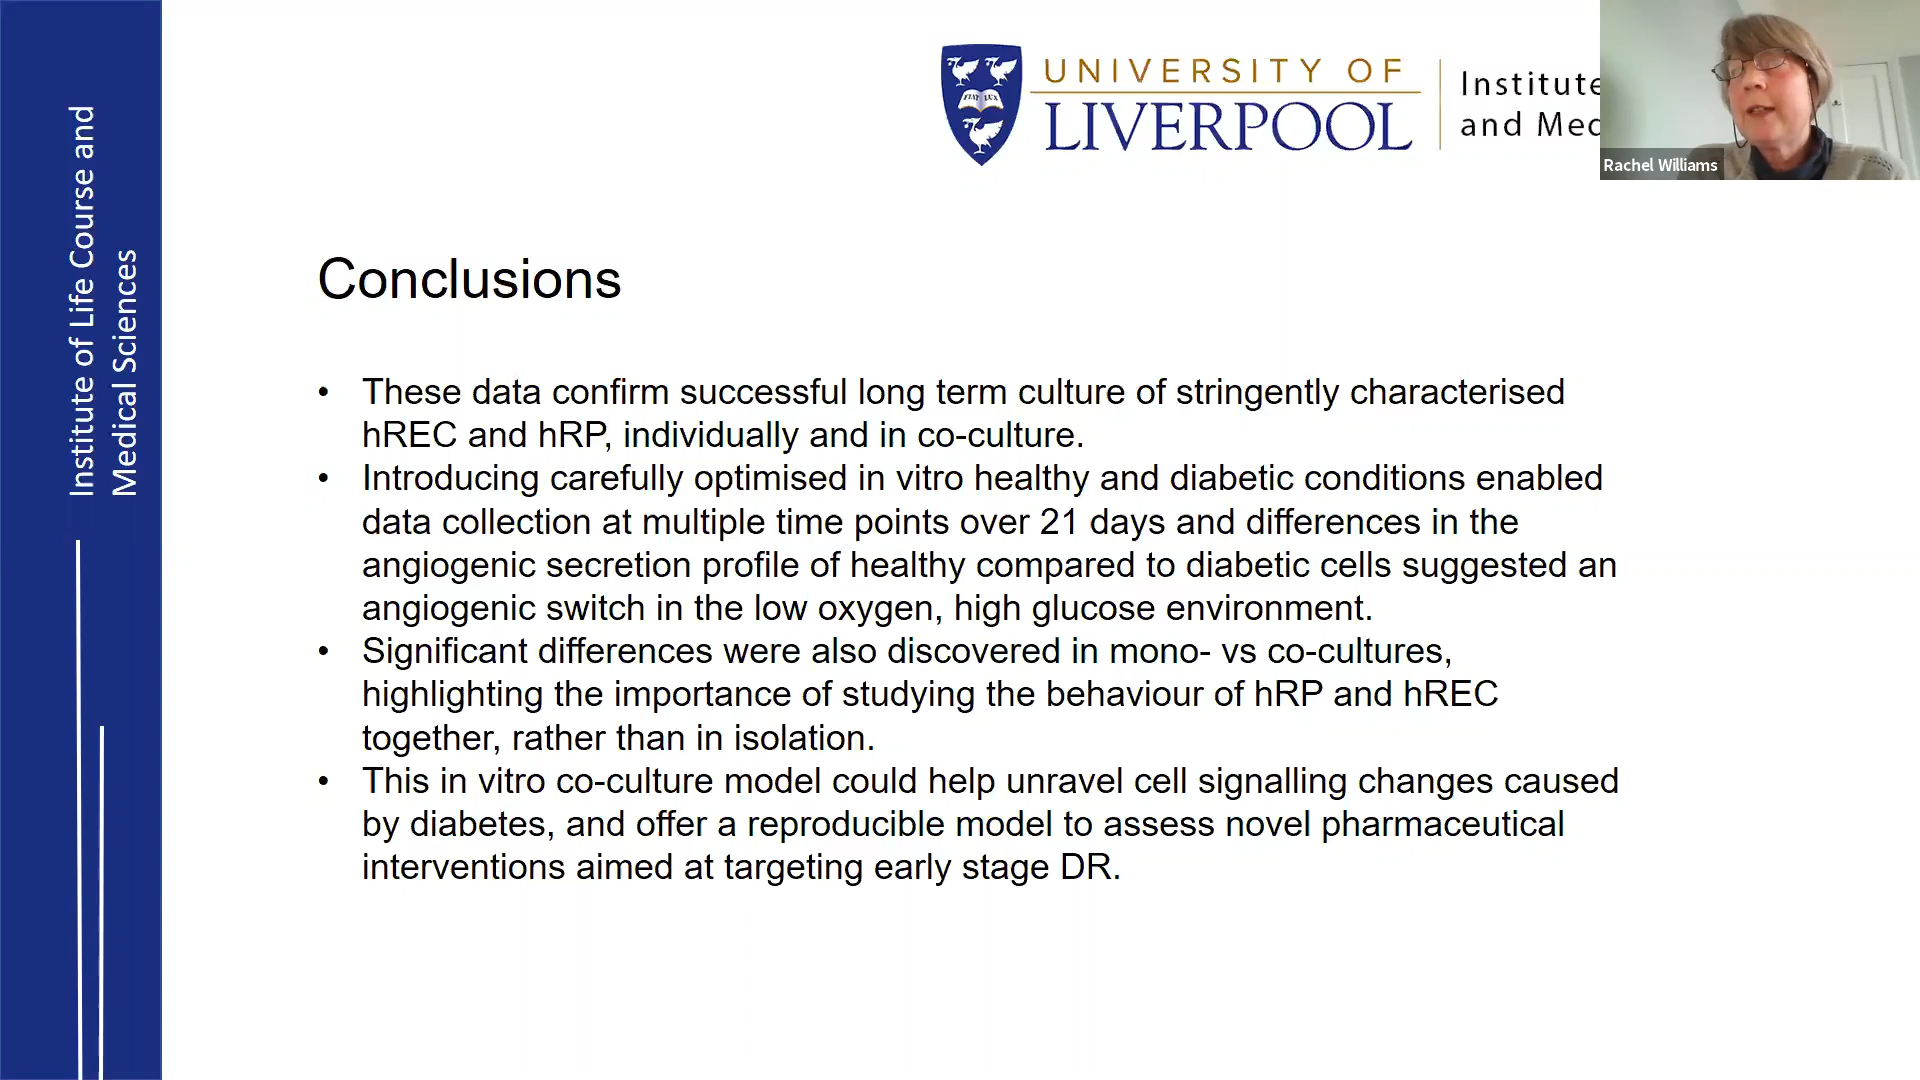 Institute of Life Course and
Medical Sciences
FIAT LUX
UNIVERSITY OF
LIVERPOOL
Institute
and Med
Rachel Williams
Conclusions
• These data confirm successful long term culture of stringently characterised
hREC and hRP, individually and in co-culture.
• Introducing carefully optimised in vitro healthy and diabetic conditions enabled
data collection at multiple time points over 21 days and differences in the
angiogenic secretion profile of healthy compared to diabetic cells suggested an
angiogenic switch in the low oxygen, high glucose environment.
• Significant differences were also discovered in mono- vs co-cultures,
highlighting the importance of studying the behaviour of hRP and hREC
together, rather than in isolation.
• This in vitro co-culture model could help unravel cell signalling changes caused
by diabetes, and offer a reproducible model to assess novel pharmaceutical
interventions aimed at targeting early stage DR.